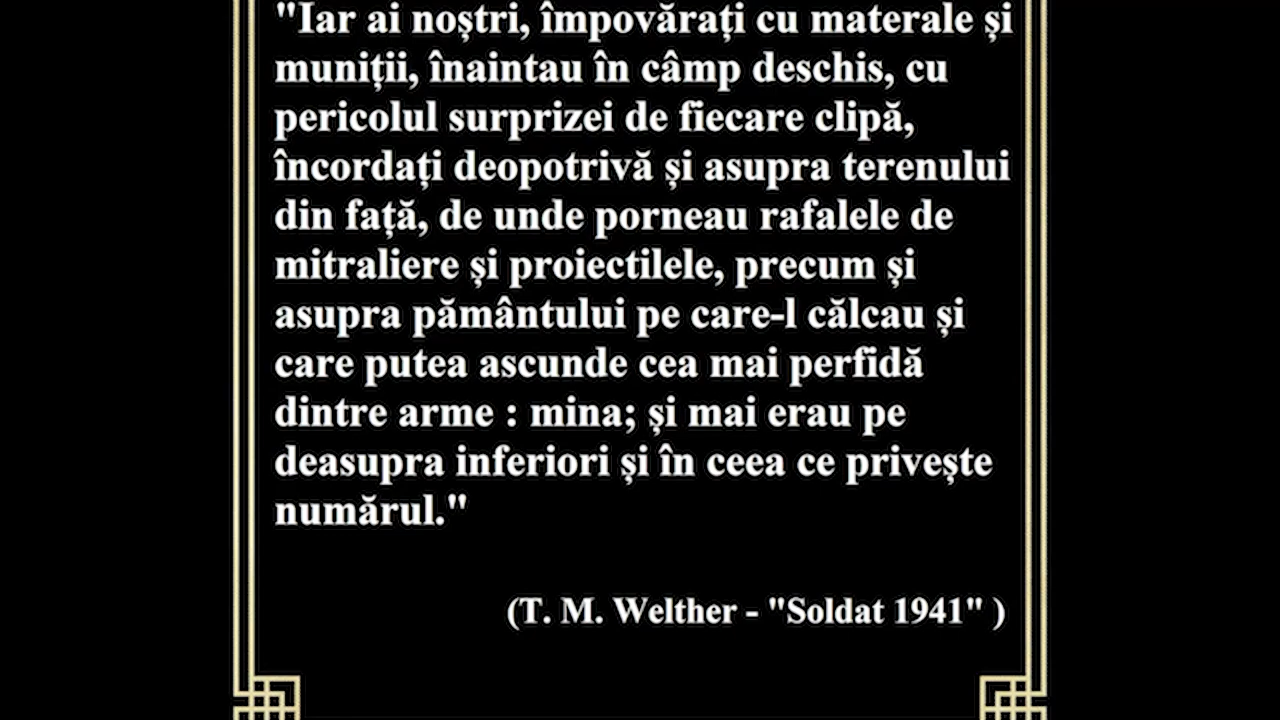 "Iar ai noștri, împovărați cu materale și
muniții, înaintau în câmp deschis, cu
pericolul surprizei de fiecare clipă,
încordați deopotrivă și asupra terenului
din față, de unde porneau rafalele de
mitraliere și proiectilele, precum și
asupra pământului pe care-l călcau și
care putea ascunde cea mai perfidă
dintre arme : mina; și mai erau pe
deasupra inferiori și în ceea ce privește
numărul."
(T. M. Welther - "Soldat 1941" )